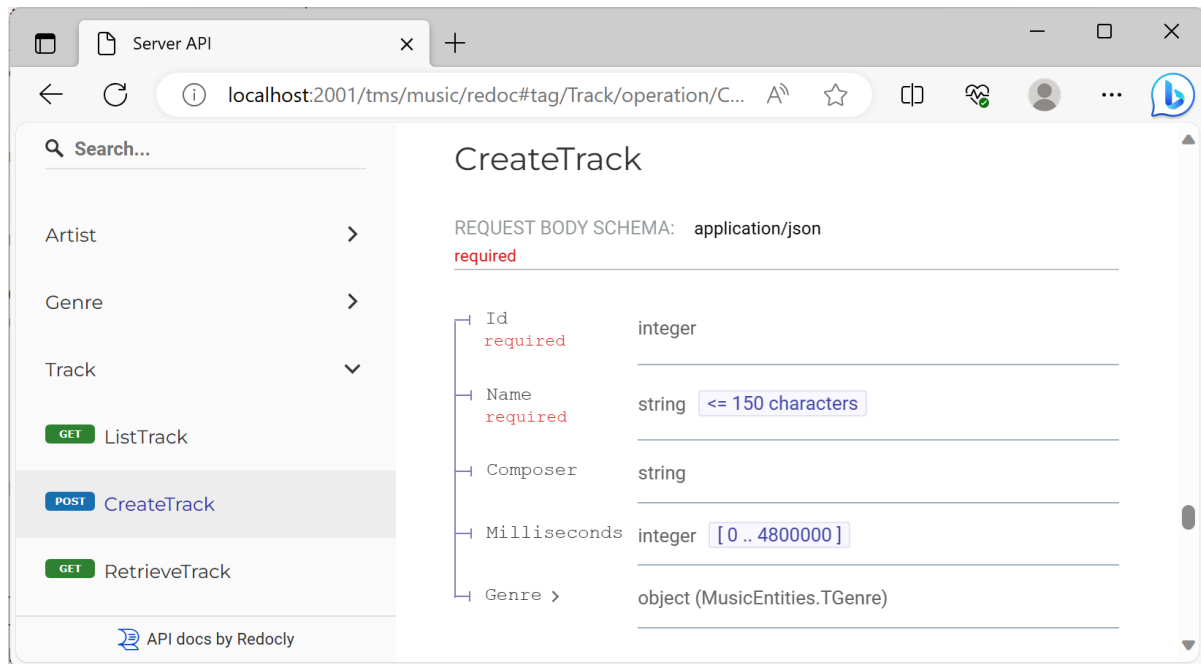 Server API
localhost:2001/tms/music/redoc#tag/Track/operation/C...
Search...
Artist
Genre
Track
GET ListTrack
POST CreateTrack
GET RetrieveTrack
API docs by Redocly
CreateTrack
REQUEST BODY SCHEMA: application/json
required
Id
required
integer
Name
required
string <= 150 characters
Composer string
Milliseconds integer [ 0 .. 4800000 ]
Genre object (MusicEntities.TGenre)